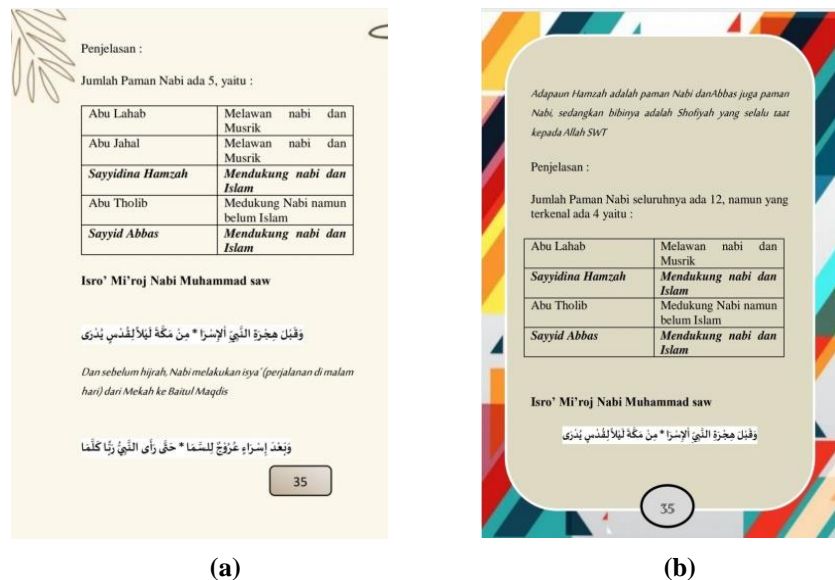 Penjelasan :
Jumlah Paman Nabi ada 5, yaitu :
Abu Lahab Melawan nabi dan
Musrik
Abu Jahal Melawan nabi dan
Musrik
Sayyidina Hamzah Mendukung nabi dan
Islam
Abu Tholib Medukung Nabi namun
belum Islam
Sayyid Abbas Mendukung nabi dan
Islam
Isro’ Mi’roj Nabi Muhammad saw
وَقَبْلَ هِجْرَةِ النَّبِيِّ اْلإِسْرَا * مِنْ مَكَّةَ لَيْلاً لِقُدْسٍ يُدْرَى
Dan sebelum hijrah, Nabi melakukan isya’ (perjalanan di malam
hari) dari Mekah ke Baitul Maqdis
وَبَعْدَ إِسْرَاءٍ عُرُوْجٌ لِلسَّمَا * حَتَّى رَأَى النَّبِيُّ رَبًّا كَلَّمَا
35
(a)
Adapaun Hamzah adalah paman Nabi danAbbas juga paman
Nabi, sedangkan bibinya adalah Shofiyah yang selalu taat
kepada Allah SWT
Penjelasan :
Jumlah Paman Nabi seluruhnya ada 12, namun yang
terkenal ada 4 yaitu :
Abu Lahab Melawan nabi dan
Musrik
Sayyidina Hamzah Mendukung nabi dan
Islam
Abu Tholib Medukung Nabi namun
belum Islam
Sayyid Abbas Mendukung nabi dan
Islam
Isro’ Mi’roj Nabi Muhammad saw
وَقَبْلَ هِجْرَةِ النَّبِيِّ اْلإِسْرَا * مِنْ مَكَّةَ لَيْلاً لِقُدْسٍ يُدْرَى
35
(b)